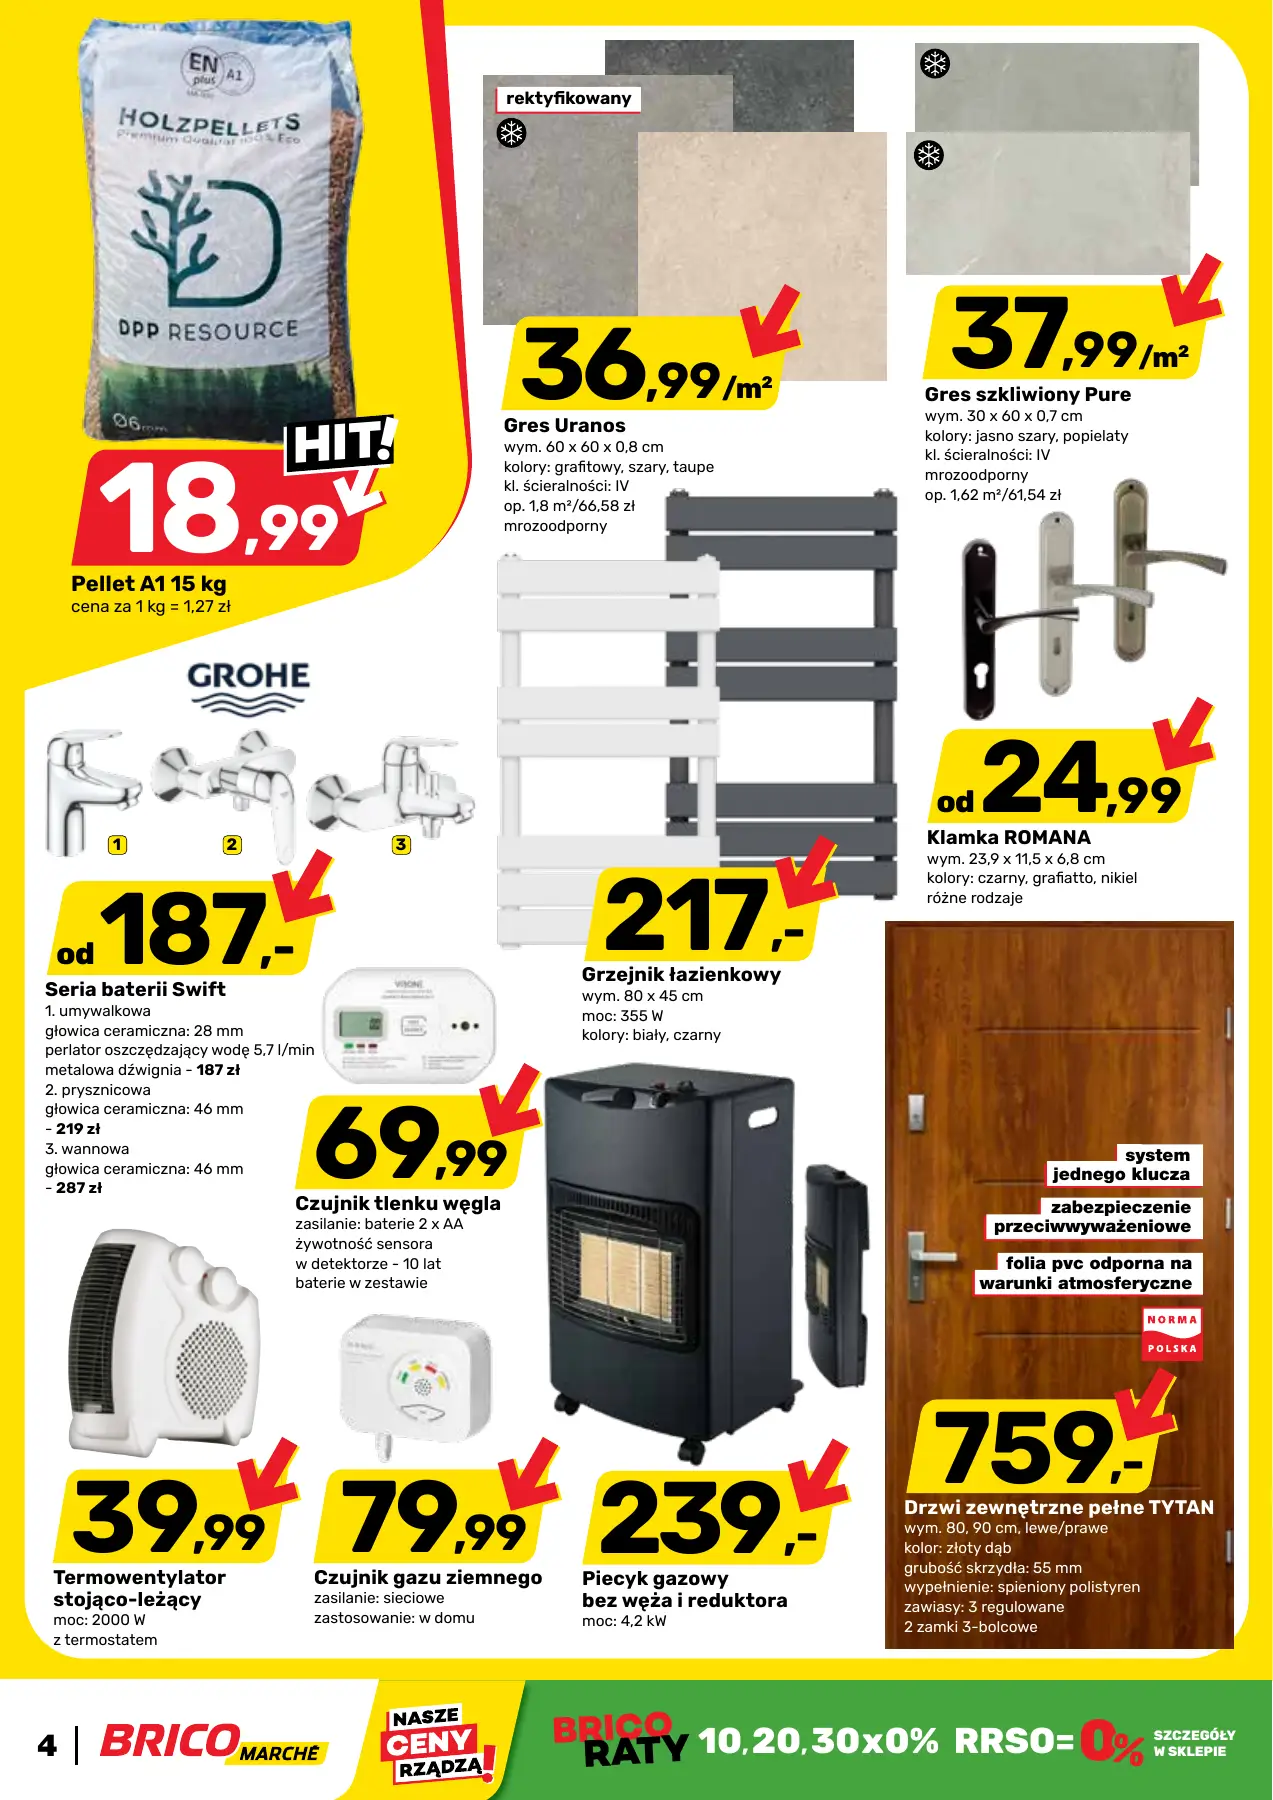 EN
plus
A1
HOLZPELLETS
Premium Qualität 100% Eco
DPP RESOURCE
Ø6mm
HIT!
18,99
Pellet A1 15 kg
cena za 1 kg = 1,27 zł
rektyfikowany
36,99/m²
Gres Uranos
wym. 60 x 60 x 0,8 cm
kolory: grafitowy, szary, taupe
kl. ścieralności: IV
op. 1,8 m²/66,58 zł
mrozoodporny
37,99/m²
Gres szkliwiony Pure
wym. 30 x 60 x 0,7 cm
kolory: jasno szary, popielaty
kl. ścieralności: IV
mrozoodporny
op. 1,62 m²/61,54 zł
GROHE
1
2
3
od 187,-
Seria baterii Swift
1. umywalkowa
głowica ceramiczna: 28 mm
perlator oszczędzający wodę 5,7 l/min
metalowa dźwignia - 187 zł
2. prysznicowa
głowica ceramiczna: 46 mm
- 219 zł
3. wannowa
głowica ceramiczna: 46 mm
- 287 zł
217,-
Grzejnik łazienkowy
wym. 80 x 45 cm
moc: 355 W
kolory: biały, czarny
od 24,99
Klamka ROMANA
wym. 23,9 x 11,5 x 6,8 cm
kolory: czarny, grafiatto, nikiel
różne rodzaje
69,99
Czujnik tlenku węgla
zasilanie: baterie 2 x AA
żywotność sensora
w detektorze - 10 lat
baterie w zestawie
system
jednego klucza
zabezpieczenie
przeciwwyważeniowe
folia pvc odporna na
warunki atmosferyczne
NORMA
POLSKA
759,-
Drzwi zewnętrzne pełne TYTAN
wym. 80, 90 cm, lewe/prawe
kolor: złoty dąb
grubość skrzydła: 55 mm
wypełnienie: spieniony polistyren
zawiasy: 3 regulowane
2 zamki 3-bolcowe
39,99
Termowentylator
stojąco-leżący
moc: 2000 W
z termostatem
79,99
Czujnik gazu ziemnego
zasilanie: sieciowe
zastosowanie: w domu
239,-
Piecyk gazowy
bez węża i reduktora
moc: 4,2 kW
4
BRICO
MARCHÉ
NASZE
CENY
RZĄDZĄ!
BRICO
RATY
10, 20, 30x0% RRSO= 0%
SZCZEGÓŁY
W SKLEPIE